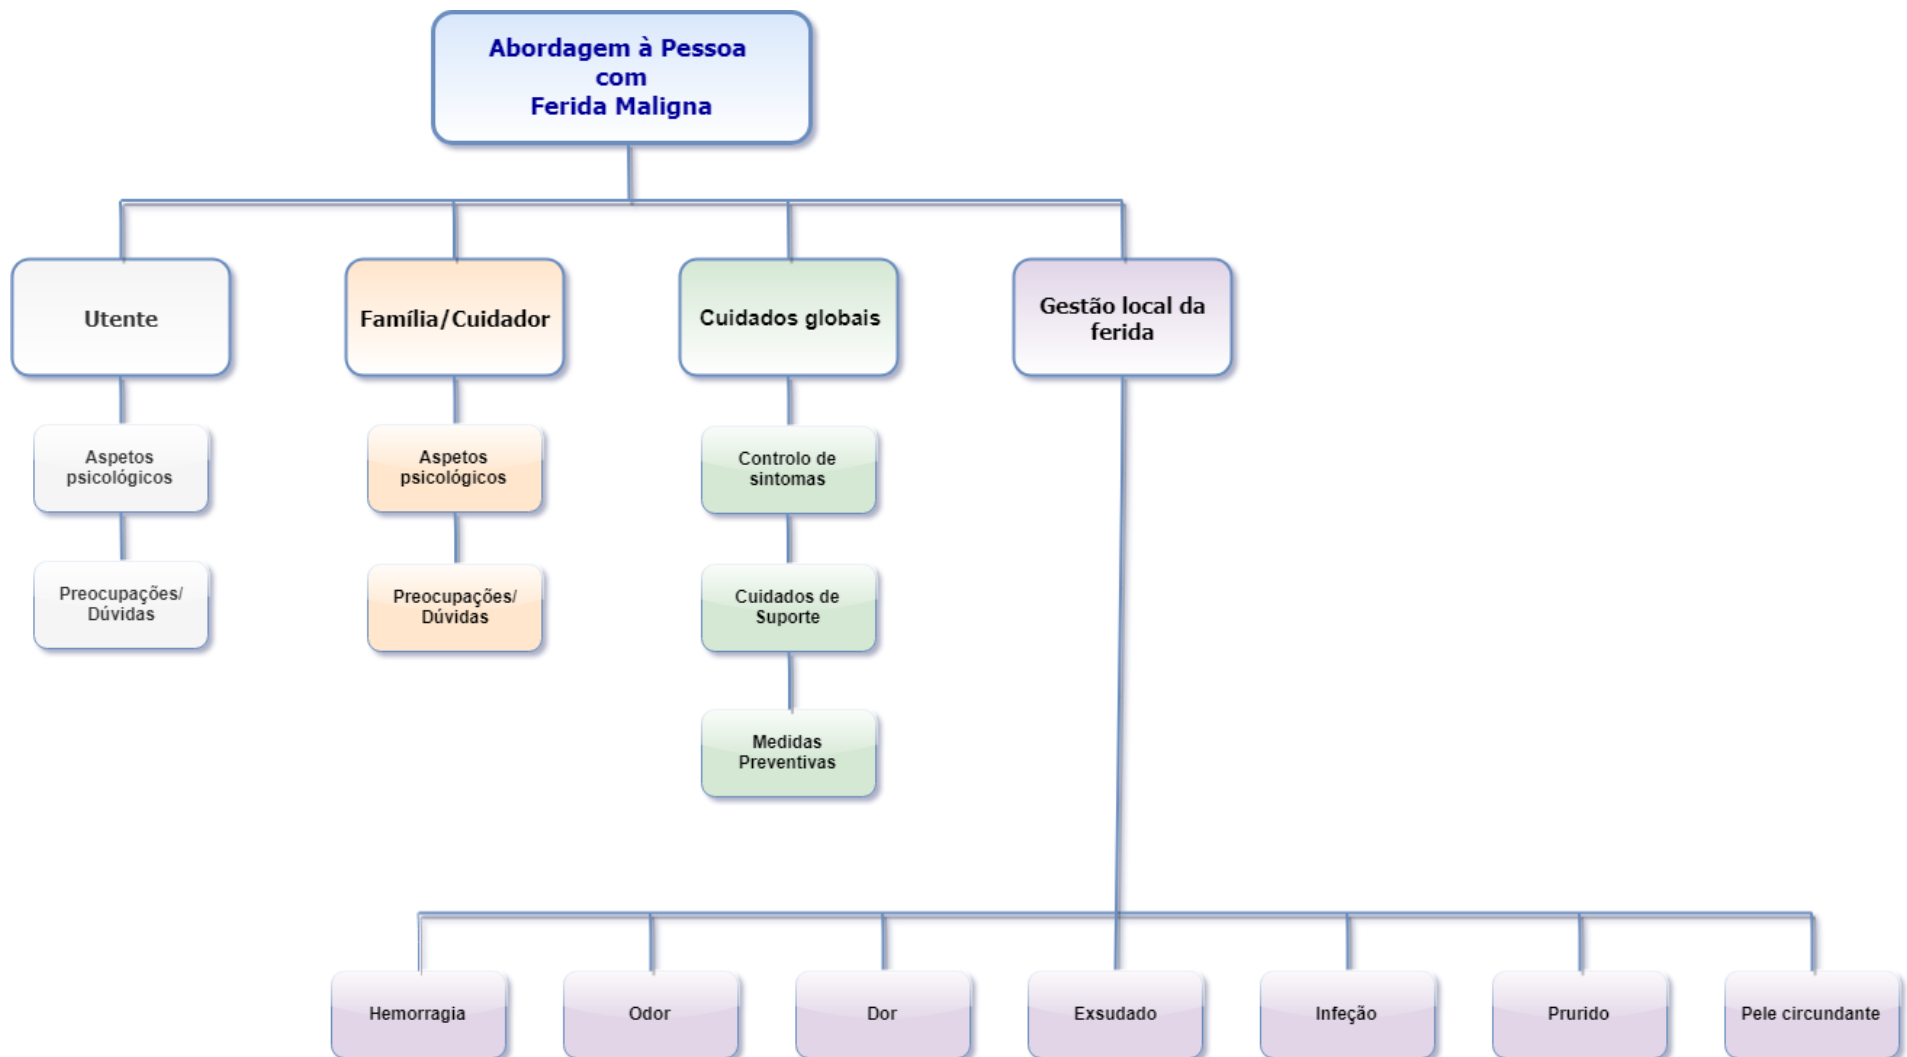 Abordagem à Pessoa
com
Ferida Maligna
Utente
Família/Cuidador
Cuidados globais
Gestão local da
ferida
Aspetos
psicológicos
Aspetos
psicológicos
Controlo de
sintomas
Preocupações/
Dúvidas
Preocupações/
Dúvidas
Cuidados de
Suporte
Medidas
Preventivas
Hemorragia
Odor
Dor
Exsudado
Infeção
Prurido
Pele circundante